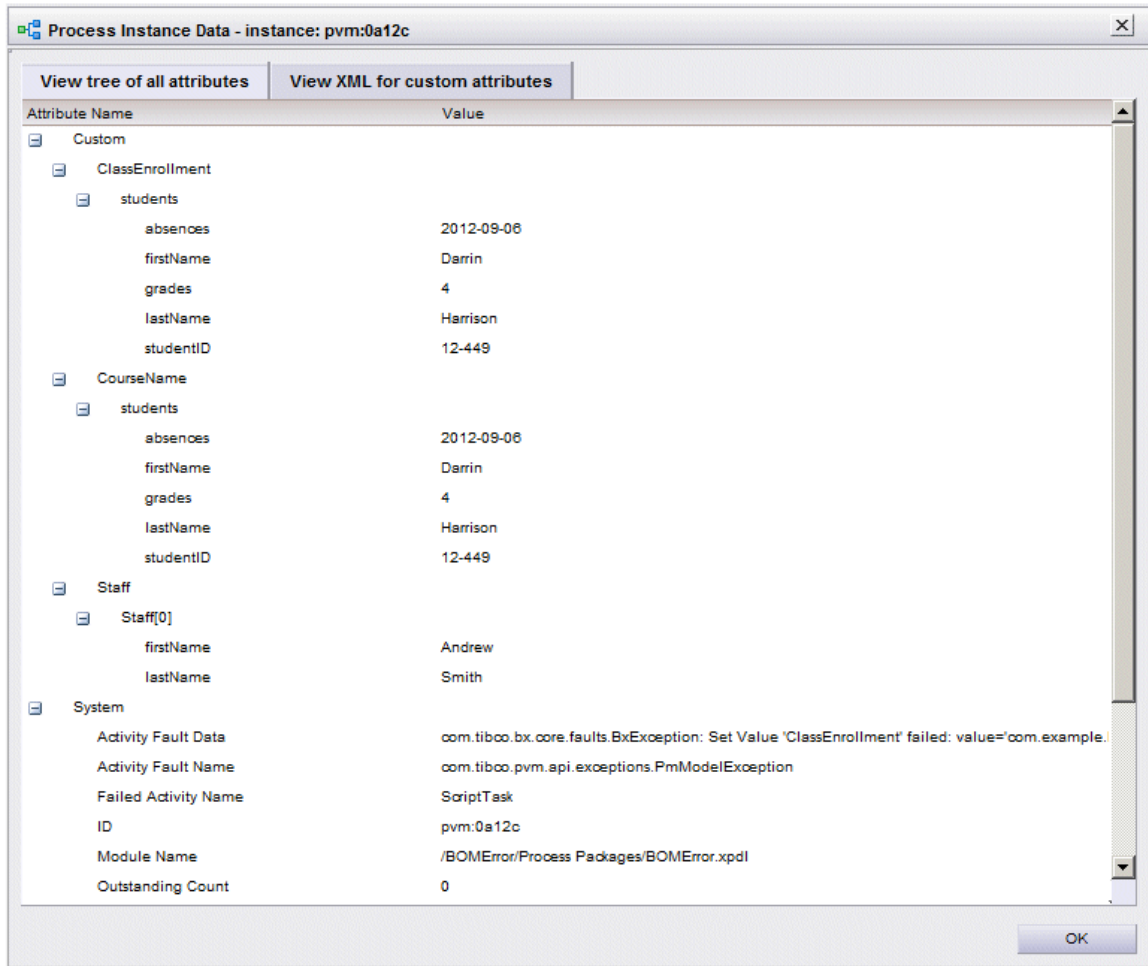 Process Instance Data - instance: pvm:0a12c
View tree of all attributes View XML for custom attributes
Attribute Name Value
Custom
ClassEnrollment
students
absences 2012-09-06
firstName Darrin
grades 4
lastName Harrison
studentID 12-449
CourseName
students
absences 2012-09-06
firstName Darrin
grades 4
lastName Harrison
studentID 12-449
Staff
Staff[0]
firstName Andrew
lastName Smith
System
Activity Fault Data com.tibco.bx.core.faults.BxException: Set Value 'ClassEnrollment' failed: value='com.example.
Activity Fault Name com.tibco.pvm.api.exceptions.PmModelException
Failed Activity Name ScriptTask
ID pvm:0a12c
Module Name /BOMError/Process Packages/BOMError.xpdl
Outstanding Count 0
OK